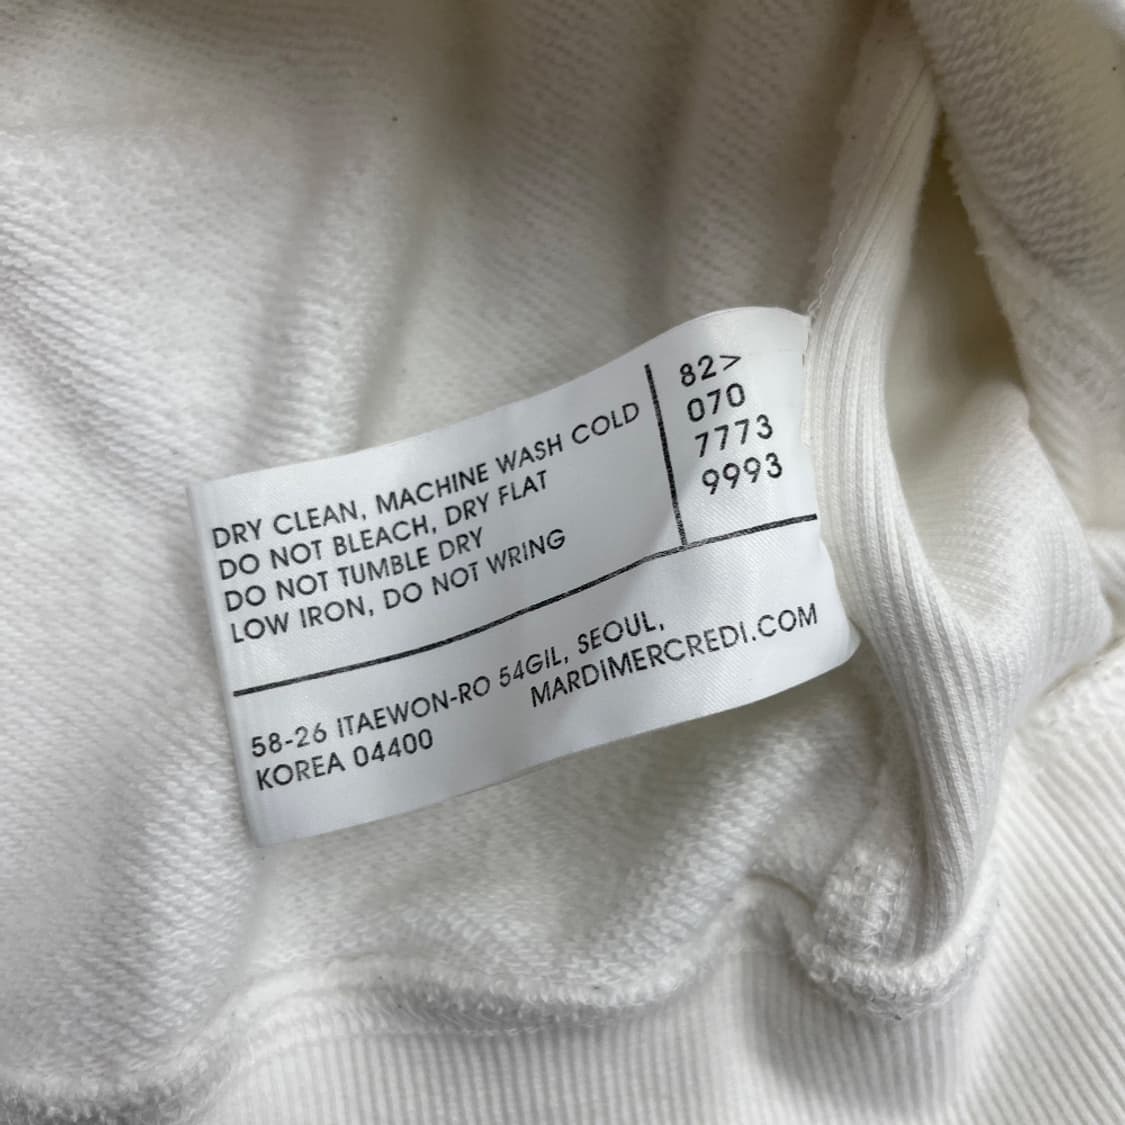 DRY CLEAN, MACHINE WASH COLD
DO NOT BLEACH, DRY FLAT
DO NOT TUMBLE DRY
LOW IRON, DO NOT WRING
82>
070
7773
9993
58-26 ITAEWON-RO 54GIL, SEOUL,
KOREA 04400
MARDIMERCREDI.COM